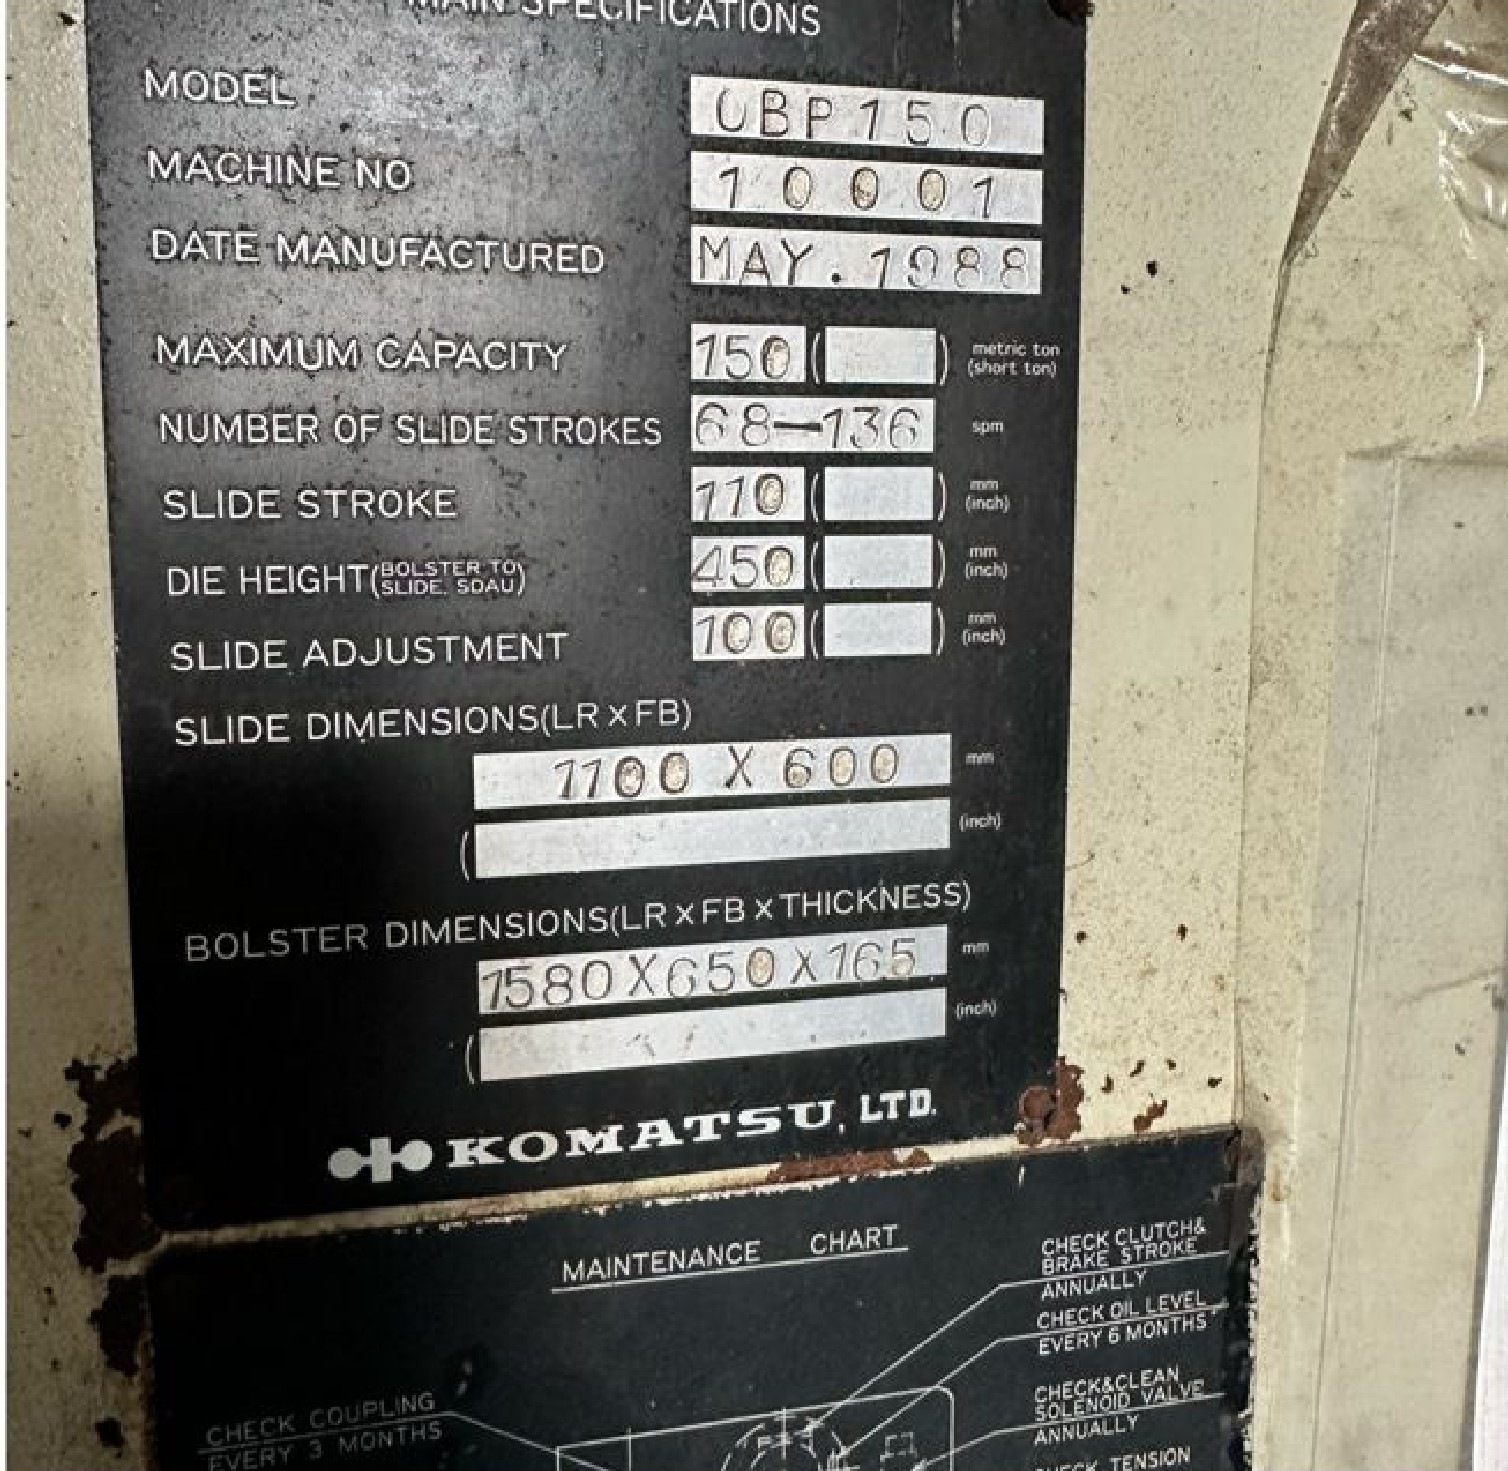 MAIN SPECIFICATIONS
MODEL OBP150
MACHINE NO 10001
DATE MANUFACTURED MAY.1988
MAXIMUM CAPACITY 150 ( ) metric ton (short ton)
NUMBER OF SLIDE STROKES 68-136 spm
SLIDE STROKE 110 ( ) mm (inch)
DIE HEIGHT(BOLSTER TO SLIDE. SDAU) 450 ( ) mm (inch)
SLIDE ADJUSTMENT 100 ( ) mm (inch)
SLIDE DIMENSIONS(LR X FB)
1100 X 600 mm
( (inch)
BOLSTER DIMENSIONS(LR X FB X THICKNESS)
1580X650X165 mm
( (inch)
KOMATSU, LTD.
MAINTENANCE CHART
CHECK CLUTCH&
BRAKE STROKE
ANNUALLY
CHECK OIL LEVEL
EVERY 6 MONTHS
CHECK&CLEAN
SOLENOID VALVE
ANNUALLY
CHECK COUPLING
EVERY 3 MONTHS
TENSION